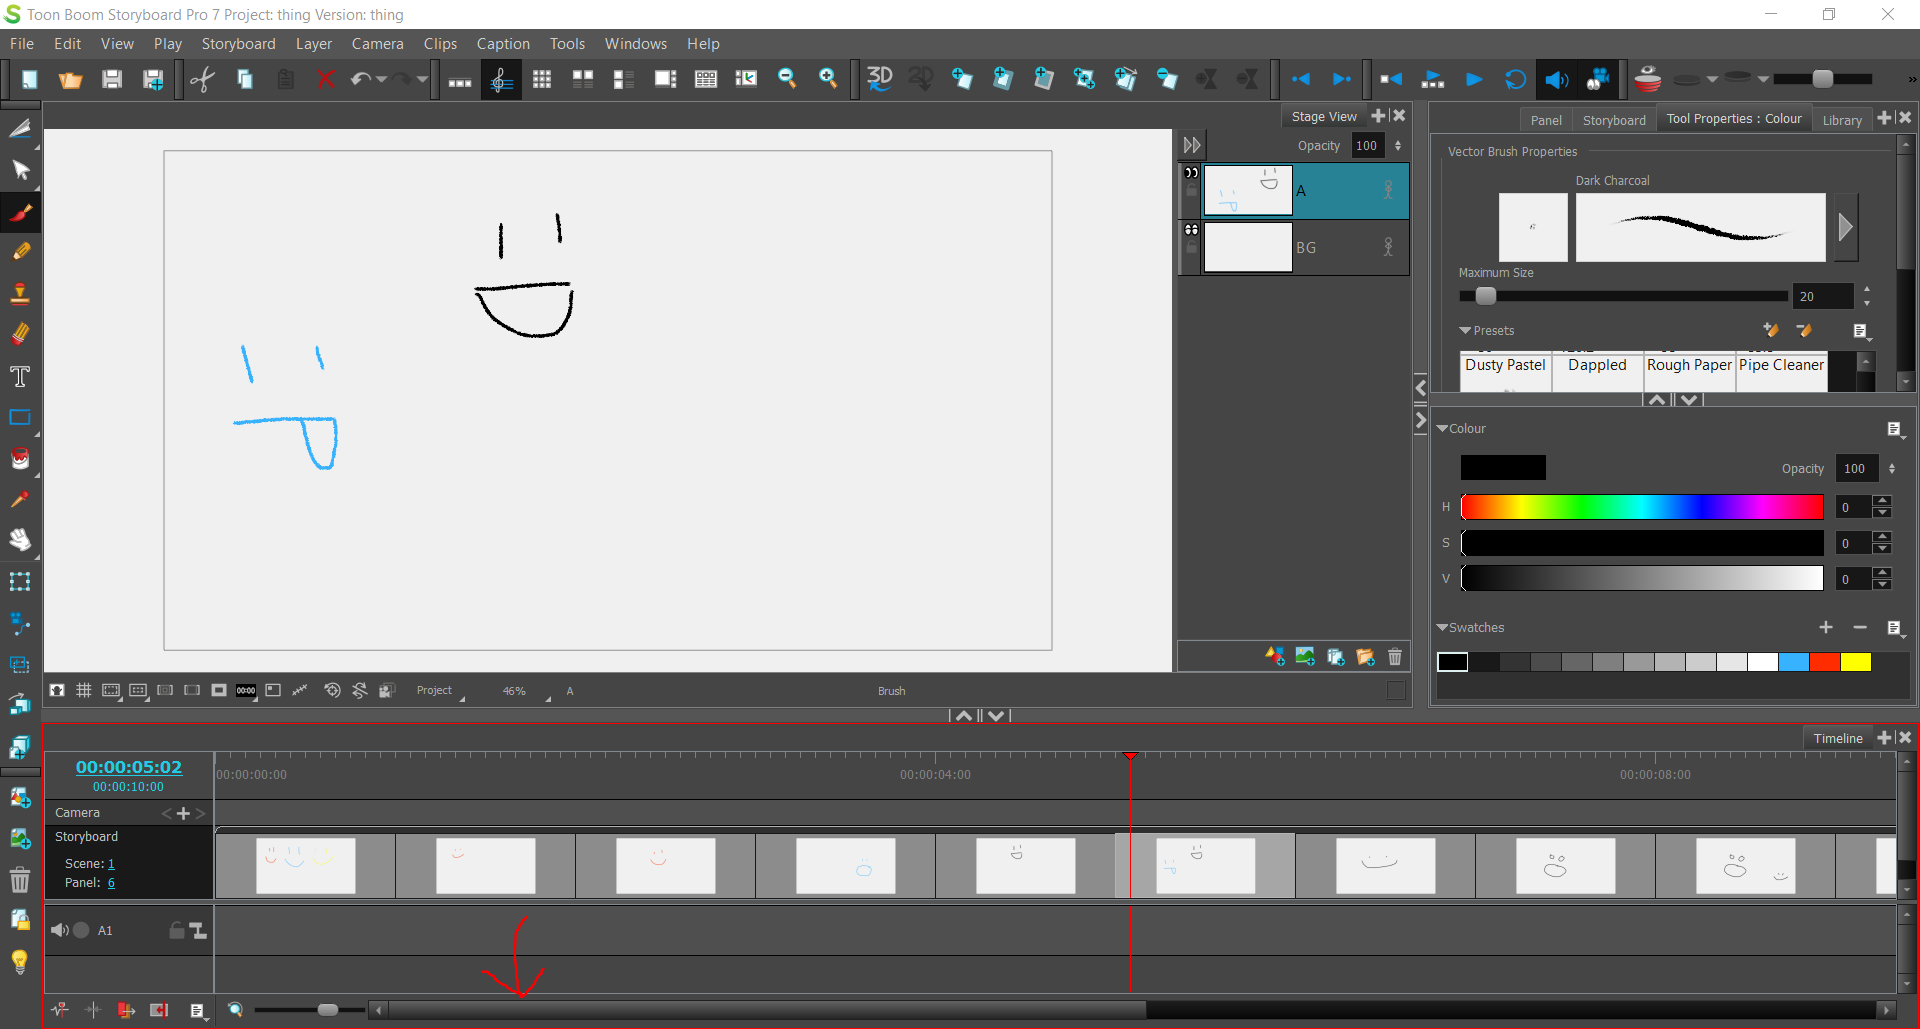 Toon Boom Storyboard Pro 7 Project: thing Version: thing
File Edit View Play Storyboard Layer Camera Clips Caption Tools Windows Help
3D 2D
Stage View
Opacity 100
A
BG
Panel Storyboard Tool Properties : Colour Library
Vector Brush Properties
Dark Charcoal
Maximum Size
20
Presets
Dusty Pastel Dappled Rough Paper Pipe Cleaner
Colour
Opacity 100
H 0
S 0
V 0
Swatches
00:00 Project 46% A Brush
Timeline
00:00:05:02
00:00:10:00
00:00:00:00 00:00:04:00 00:00:08:00
Camera
Storyboard
Scene: 1
Panel: 6
A1